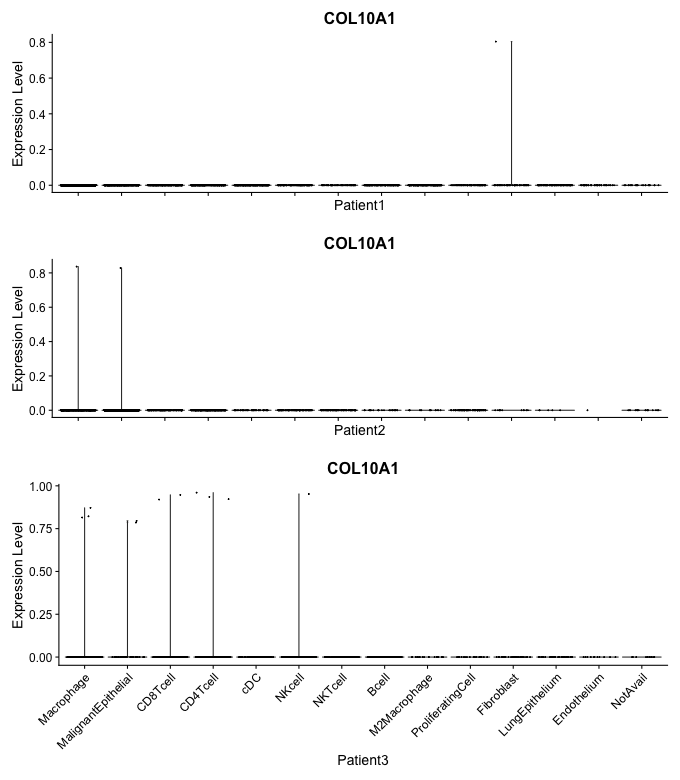 COL10A1
Expression Level
0.8
0.6
0.4
0.2
0.0
Patient1
COL10A1
Expression Level
0.8
0.6
0.4
0.2
0.0
Patient2
COL10A1
Expression Level
1.00
0.75
0.50
0.25
0.00
Macrophage
MalignantEpithelial
CD8Tcell
CD4Tcell
cDC
NKcell
NKTcell
Bcell
M2Macrophage
ProliferatingCell
Fibroblast
LungEpithelium
Endothelium
NotAvail
Patient3